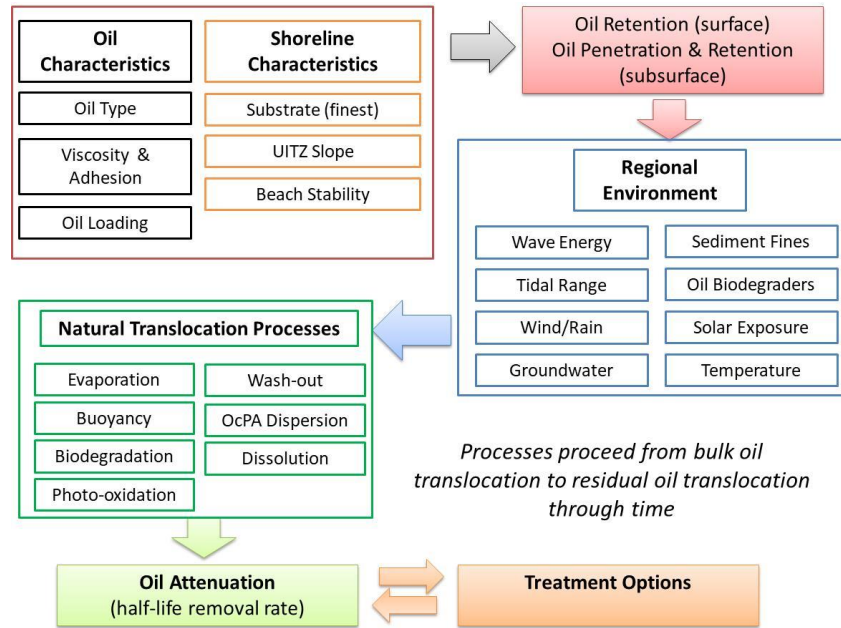 Oil
Characteristics
Oil Type
Viscosity &
Adhesion
Oil Loading
Shoreline
Characteristics
Substrate (finest)
UITZ Slope
Beach Stability
Oil Retention (surface)
Oil Penetration & Retention
(subsurface)
Regional
Environment
Wave Energy
Tidal Range
Wind/Rain
Groundwater
Sediment Fines
Oil Biodegraders
Solar Exposure
Temperature
Natural Translocation Processes
Evaporation
Buoyancy
Biodegradation
Photo-oxidation
Wash-out
OcPA Dispersion
Dissolution
Processes proceed from bulk oil
translocation to residual oil translocation
through time
Oil Attenuation
(half-life removal rate)
Treatment Options